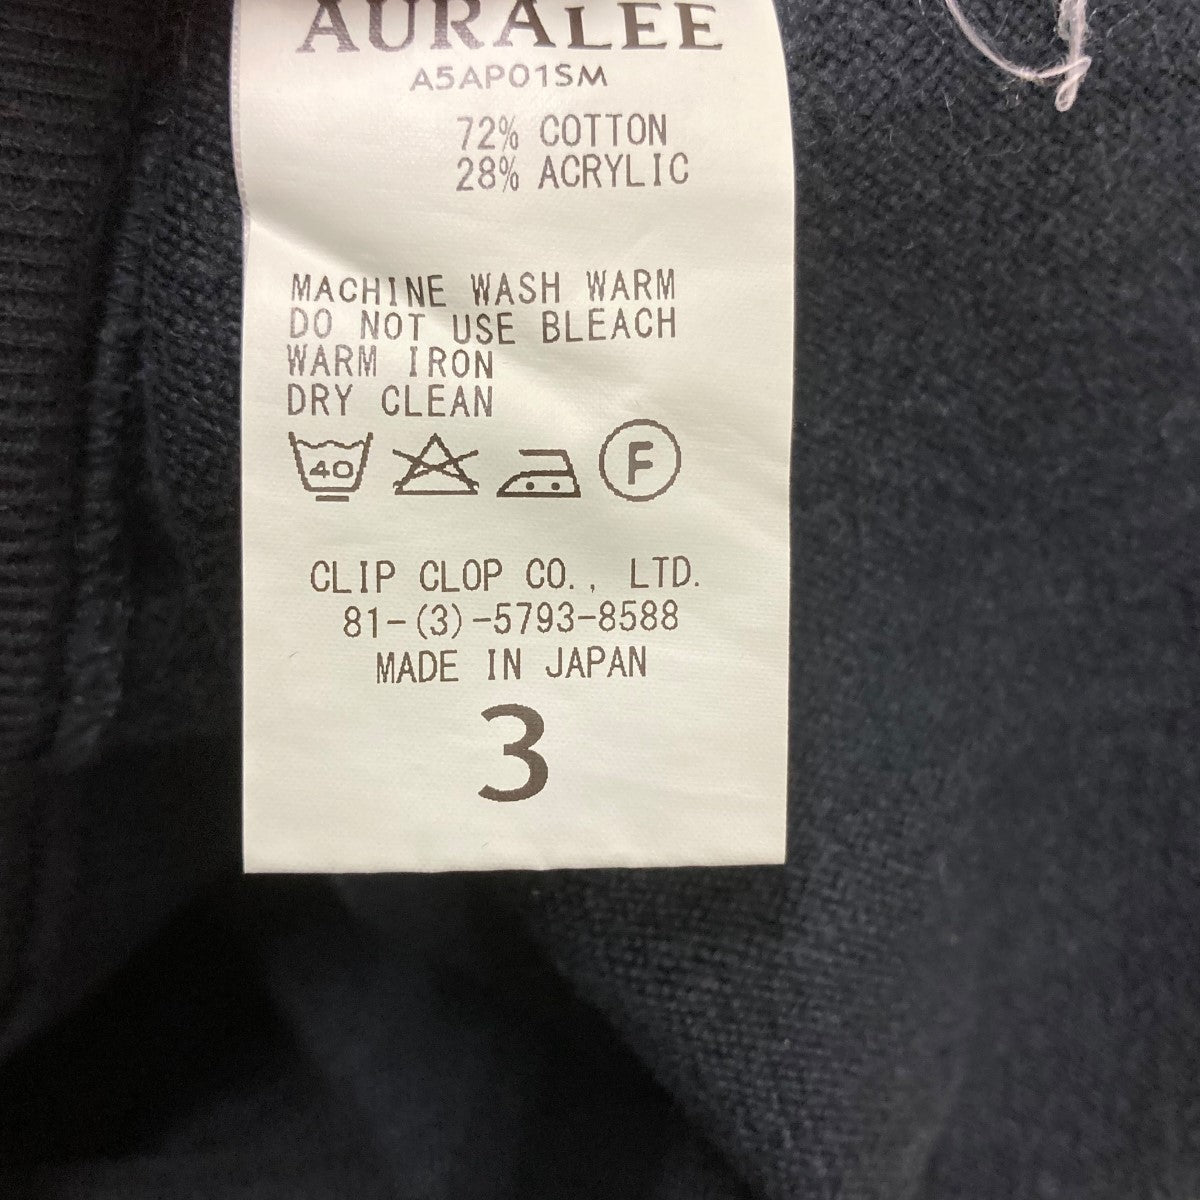 AURALEE
A5AP01SM
72% COTTON
28% ACRYLIC
MACHINE WASH WARM
DO NOT USE BLEACH
WARM IRON
DRY CLEAN
40 F
CLIP CLOP CO., LTD.
81-(3)-5793-8588
MADE IN JAPAN
3